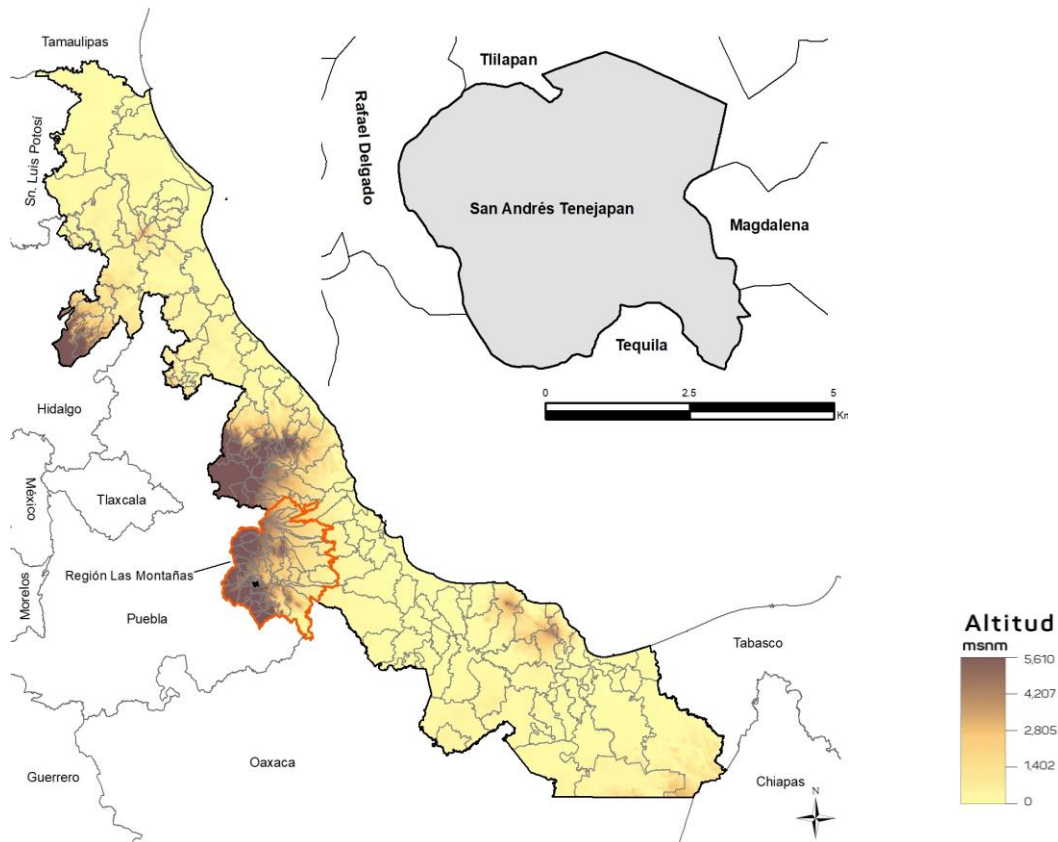 Tamaulipas
Sn. Luis Potosí
Hidalgo
México
Tlaxcala
Morelos
Región Las Montañas
Puebla
Guerrero
Oaxaca
Tabasco
Chiapas
N
Tlilapan
Rafael Delgado
San Andrés Tenejapan
Magdalena
Tequila
0 2.5 5
Km
Altitud
msnm
5,610
4,207
2,805
1402
0